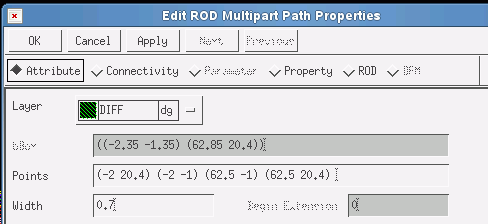 Edit ROD Multipart Path Properties
OK Cancel Apply Next Previous
Attribute Connectivity Parameter Property ROD DFM
Layer DIFF dg
bBox ((-2.35 -1.35) (62.85 20.4))
Points (-2 20.4) (-2 -1) (62.5 -1) (62.5 20.4)
Width 0.7 Begin Extension 0